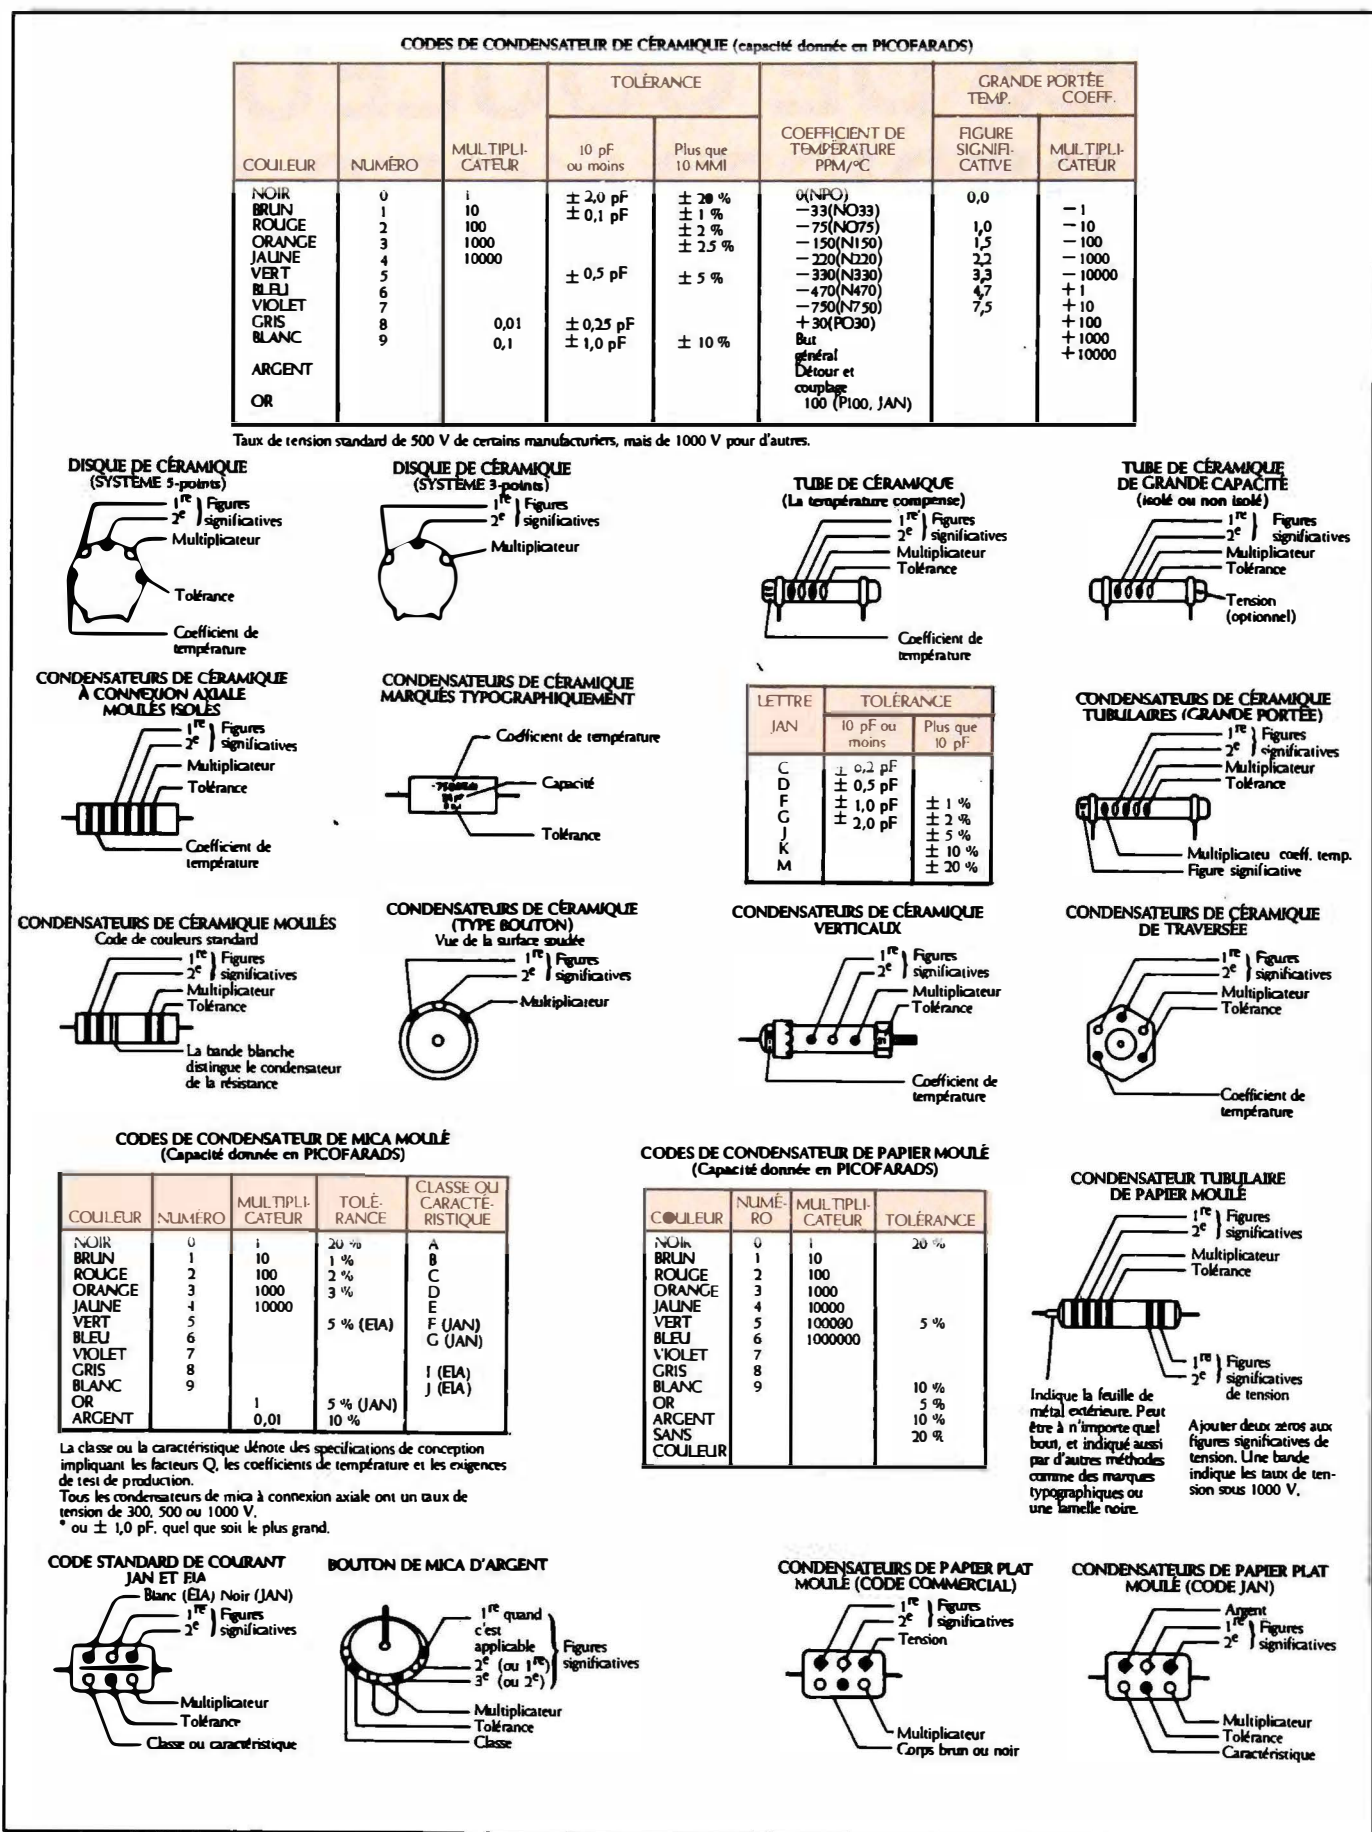 CODES DE CONDENSATEUR DE CÉRAMIQUE (capacité donnée en PICOFARADS)
COULEUR NUMÉRO MULTIPLI-CATEUR TOLÉRANCE 10 pF ou moins Plus que 10 MMI COEFFICIENT DE TEMPÉRATURE PPM/°C GRANDE PORTÉE TEMP. COEFF. FIGURE SIGNIFI-CATIVE MULTIPLI-CATEUR
NOIR 0 1 ± 2,0 pF ± 20 % 0(NPO) 0,0
BRUN 1 10 ± 0,1 pF ± 1 % −33(NO33) −1
ROUGE 2 100 ± 2 % −75(NO75) 1,0 −10
ORANGE 3 1000 ± 2.5 % −150(N150) 1,5 −100
JAUNE 4 10000 −220(N220) 2,2 −1000
VERT 5 ± 0,5 pF ± 5 % −330(N330) 3,3 −10000
BLEU 6 −470(N470) 4,7 +1
VIOLET 7 −750(N750) 7,5 +10
GRIS 8 0,01 ± 0,25 pF +30(PO30) +100
BLANC 9 0,1 ± 1,0 pF ± 10 % But +1000
général +10000
ARGENT Détour et
couplage
OR 100 (P100, JAN)
Taux de tension standard de 500 V de certains manufacturiers, mais de 1000 V pour d'autres.
DISQUE DE CÉRAMIQUE
(SYSTÈME 5-points)
1re Figures
2e significatives
Multiplicateur
Tolérance
Coefficient de
température
DISQUE DE CÉRAMIQUE
(SYSTÈME 3-points)
1re Figures
2e significatives
Multiplicateur
TUBE DE CÉRAMIQUE
(La température compense)
1re Figures
2e significatives
Multiplicateur
Tolérance
Coefficient de
température
TUBE DE CÉRAMIQUE
DE GRANDE CAPACITÉ
(isolé ou non isolé)
1re Figures
2e significatives
Multiplicateur
Tolérance
Tension
(optionnel)
CONDENSATEURS DE CÉRAMIQUE
À CONNEXION AXIALE
MOULÉS ISOLÉS
1re Figures
2e significatives
Multiplicateur
Tolérance
Coefficient de
température
CONDENSATEURS DE CÉRAMIQUE
MARQUÉS TYPOGRAPHIQUEMENT
Coefficient de température
Capacité
Tolérance
LETTRE JAN TOLÉRANCE 10 pF ou moins Plus que 10 pF
C ± 0,2 pF
D ± 0,5 pF
F ± 1,0 pF ± 1 %
G ± 2,0 pF ± 2 %
J ± 5 %
K ± 10 %
M ± 20 %
CONDENSATEURS DE CÉRAMIQUE
TUBULAIRES (GRANDE PORTÉE)
1re Figures
2e significatives
Multiplicateur
Tolérance
Multiplicateu coeff. temp.
Figure significative
CONDENSATEURS DE CÉRAMIQUE MOULÉS
Code de couleurs standard
1re Figures
2e significatives
Multiplicateur
Tolérance
La bande blanche
distingue le condensateur
de la résistance
CONDENSATEURS DE CÉRAMIQUE
(TYPE BOUTON)
Vue de la surface soudée
1re Figures
2e significatives
Multiplicateur
CONDENSATEURS DE CÉRAMIQUE
VERTICAUX
1re Figures
2e significatives
Multiplicateur
Tolérance
Coefficient de
température
CONDENSATEURS DE CÉRAMIQUE
DE TRAVERSÉE
1re Figures
2e significatives
Multiplicateur
Tolérance
Coefficient de
température
CODES DE CONDENSATEUR DE MICA MOULÉ
(Capacité donnée en PICOFARADS)
COULEUR NUMÉRO MULTIPLI-CATEUR TOLÉ-RANCE CLASSE OU CARACTÉ-RISTIQUE
NOIR 0 1 20 % A
BRUN 1 10 1 % B
ROUGE 2 100 2 % C
ORANGE 3 1000 3 % D
JAUNE 4 10000 E
VERT 5 5 % (EIA) F (JAN)
BLEU 6 G (JAN)
VIOLET 7
GRIS 8 I (EIA)
BLANC 9 J (EIA)
OR 1 5 % (JAN)
ARGENT 0,01 10 %
La classe ou la caractéristique dénote des specifications de conception
impliquant les facteurs Q, les coefficients de température et les exigences
de test de production.
Tous les condensateurs de mica à connexion axiale ont un taux de
tension de 300, 500 ou 1000 V.
* ou ± 1,0 pF, quel que soit le plus grand.
CODES DE CONDENSATEUR DE PAPIER MOULÉ
(Capacité donnée en PICOFARADS)
COULEUR NUMÉ-RO MULTIPLI-CATEUR TOLÉRANCE
NOIR 0 1 20 %
BRUN 1 10
ROUGE 2 100
ORANGE 3 1000
JAUNE 4 10000
VERT 5 100000 5 %
BLEU 6 1000000
VIOLET 7
GRIS 8
BLANC 9 10 %
OR 5 %
ARGENT 10 %
SANS 20 %
COULEUR
CONDENSATEUR TUBULAIRE
DE PAPIER MOULÉ
1re Figures
2e significatives
Multiplicateur
Tolérance
1re Figures
2e significatives
de tension
Indique la feuille de
métal extérieure. Peut
être à n'importe quel
bout, et indiqué aussi
par d'autres méthodes
comme des marques
typographiques ou
une lamelle noire
Ajouter deux zéros aux
figures significatives de
tension. Une bande
indique les taux de ten-
sion sous 1000 V.
CODE STANDARD DE COURANT
JAN ET EIA
Blanc (EIA) Noir (JAN)
1re Figures
2e significatives
Multiplicateur
Tolérance
Classe ou caractéristique
BOUTON DE MICA D'ARGENT
1re quand
c'est
applicable Figures
2e (ou 1re) significatives
3e (ou 2e)
Multiplicateur
Tolérance
Classe
CONDENSATEURS DE PAPIER PLAT
MOULÉ (CODE COMMERCIAL)
1re Figures
2e significatives
Tension
Multiplicateur
Corps brun ou noir
CONDENSATEURS DE PAPIER PLAT
MOULÉ (CODE JAN)
Argent
1re Figures
2e significatives
Multiplicateur
Tolérance
Caractéristique